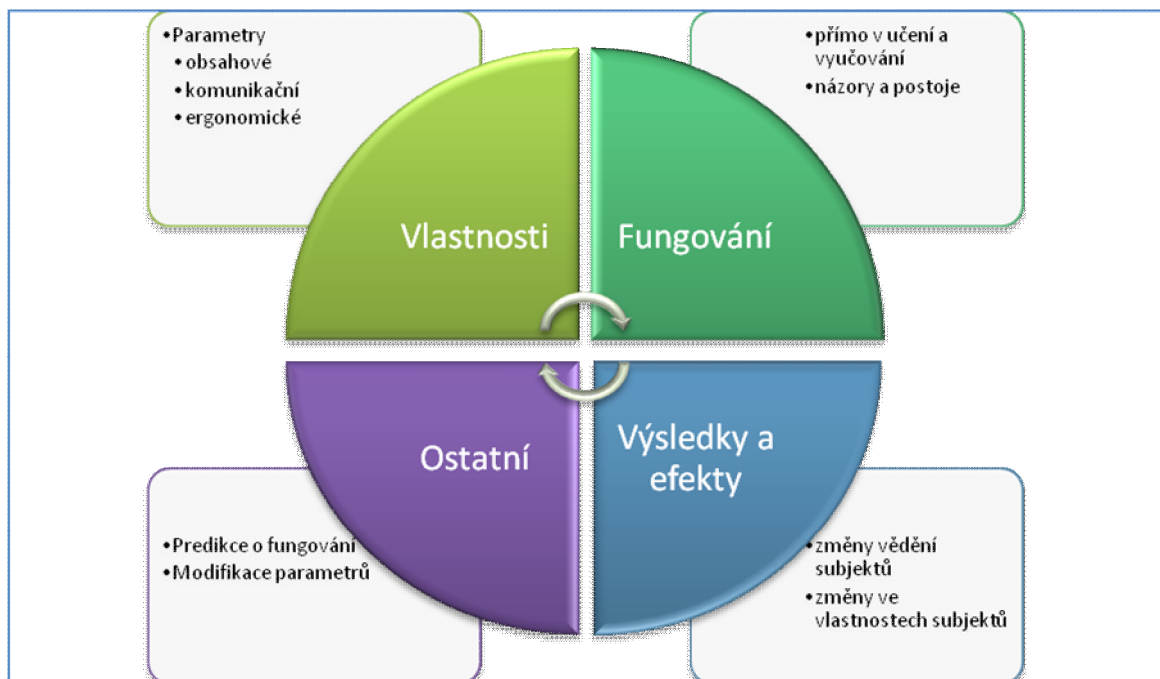 •Parametry
•obsahové
•komunikační
•ergonomické
•přímo v učení a
vyučování
•názory a postoje
Vlastnosti
Fungování
Ostatní
Výsledky a
efekty
•Predikce o fungování
•Modifikace parametrů
•změny vědění
subjektů
•změny ve
vlastnostech subjektů